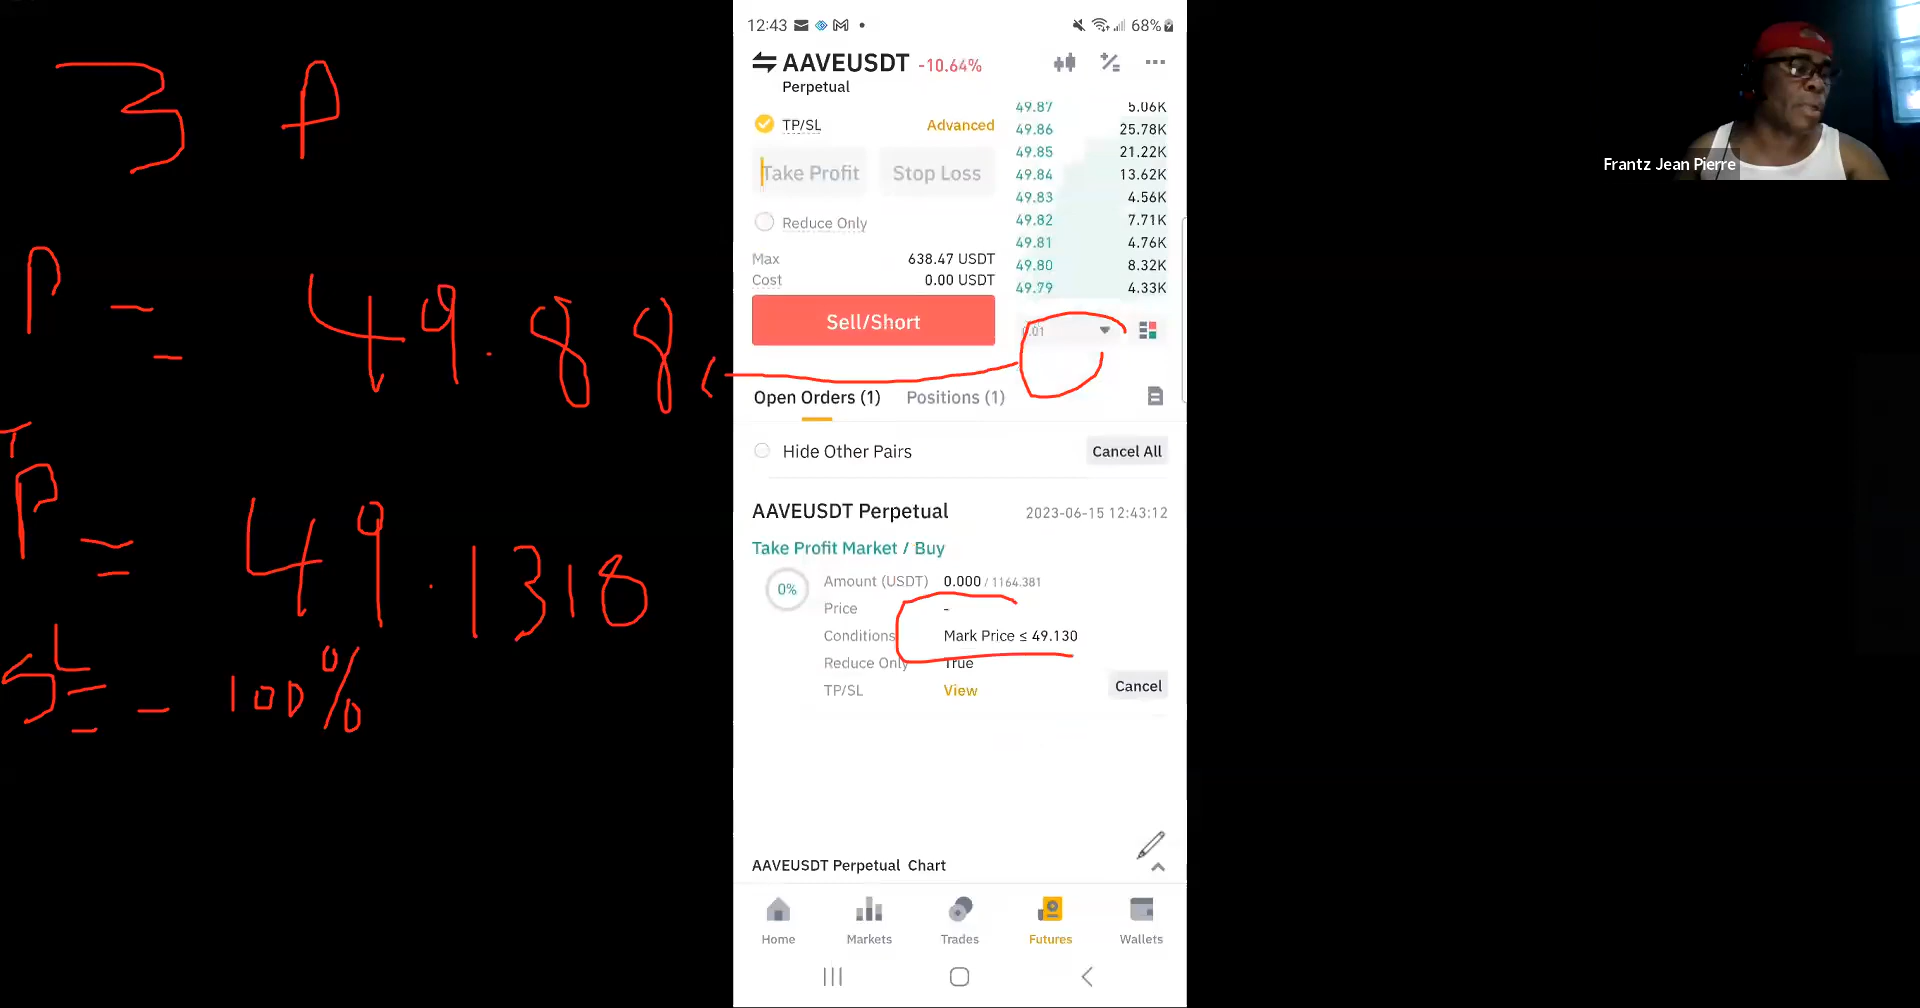 3 P
P = 49.88
TP = 49.1318
SL = - 100%
12:43 68%
AAVEUSDT -10.64%
Perpetual
TP/SL Advanced
Take Profit Stop Loss
Reduce Only
Max 638.47 USDT
Cost 0.00 USDT
Sell/Short
49.87 5.06K
49.86 25.78K
49.85 21.22K
49.84 13.62K
49.83 4.56K
49.82 7.71K
49.81 4.76K
49.80 8.32K
49.79 4.33K
0.01
Open Orders (1) Positions (1)
Hide Other Pairs Cancel All
AAVEUSDT Perpetual 2023-06-15 12:43:12
Take Profit Market / Buy
0%
Amount (USDT) 0.000 / 1164.381
Price -
Conditions Mark Price ≤ 49.130
Reduce Only True
TP/SL View
Cancel
AAVEUSDT Perpetual Chart
Home Markets Trades Futures Wallets
Frantz Jean Pierre